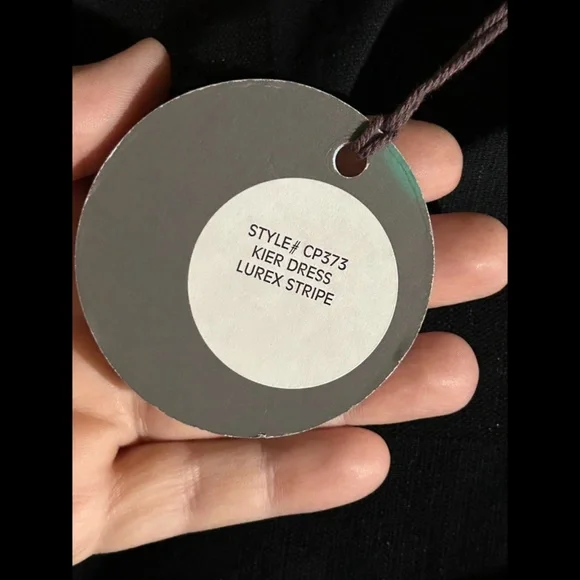 STYLE# CP373
KIER DRESS
LUREX STRIPE